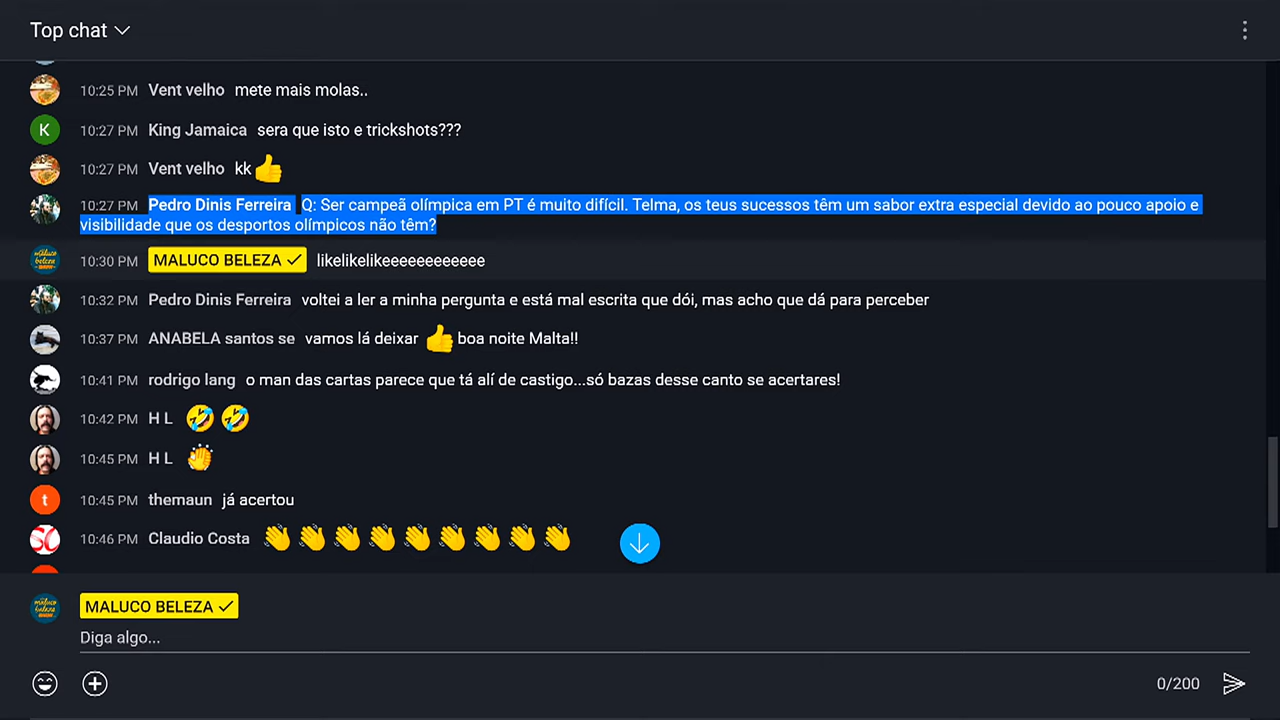 Top chat
10:25 PM Vent velho mete mais molas..
K 10:27 PM King Jamaica sera que isto e trickshots???
10:27 PM Vent velho kk 👍
10:27 PM Pedro Dinis Ferreira Q: Ser campeã olímpica em PT é muito difícil. Telma, os teus sucessos têm um sabor extra especial devido ao pouco apoio e
visibilidade que os desportos olímpicos não têm?
10:30 PM MALUCO BELEZA ✓ likelikelikeeeeeeeeeeee
10:32 PM Pedro Dinis Ferreira voltei a ler a minha pergunta e está mal escrita que dói, mas acho que dá para perceber
10:37 PM ANABELA santos se vamos lá deixar 👍 boa noite Malta!!
10:41 PM rodrigo lang o man das cartas parece que tá alí de castigo...só bazas desse canto se acertares!
10:42 PM H L 🤣 🤣
10:45 PM H L 👏
t 10:45 PM themaun já acertou
10:46 PM Claudio Costa 👏 👏 👏 👏 👏 👏 👏 👏 👏
maluco beleza MALUCO BELEZA ✓
Diga algo...
0/200